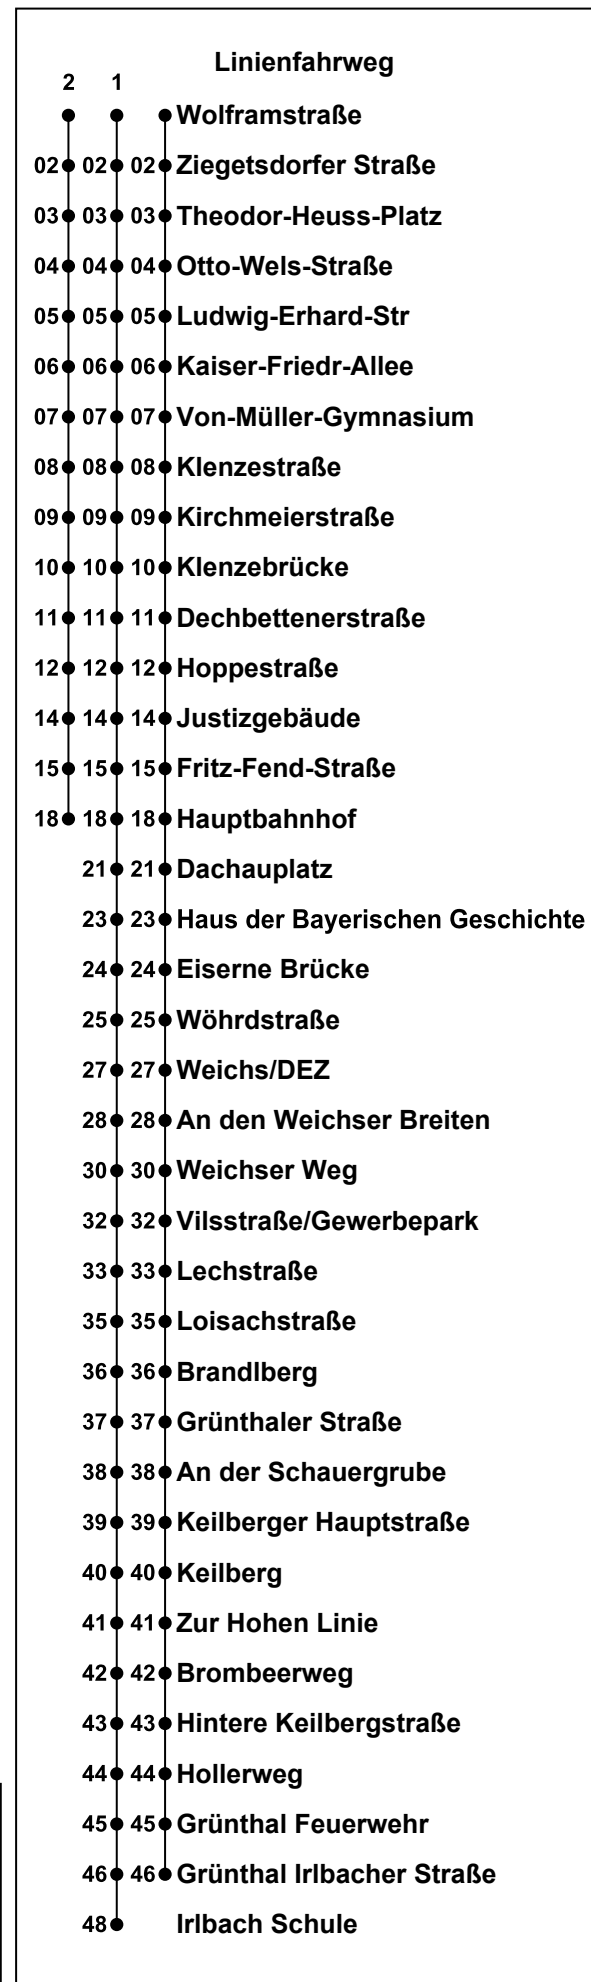 Linienfahrweg
2 1
Wolframstraße
02 02 02 Ziegetsdorfer Straße
03 03 03 Theodor-Heuss-Platz
04 04 04 Otto-Wels-Straße
05 05 05 Ludwig-Erhard-Str
06 06 06 Kaiser-Friedr-Allee
07 07 07 Von-Müller-Gymnasium
08 08 08 Klenzestraße
09 09 09 Kirchmeierstraße
10 10 10 Klenzebrücke
11 11 11 Dechbettenerstraße
12 12 12 Hoppestraße
14 14 14 Justizgebäude
15 15 15 Fritz-Fend-Straße
18 18 18 Hauptbahnhof
21 21 Dachauplatz
23 23 Haus der Bayerischen Geschichte
24 24 Eiserne Brücke
25 25 Wöhrdstraße
27 27 Weichs/DEZ
28 28 An den Weichser Breiten
30 30 Weichser Weg
32 32 Vilsstraße/Gewerbepark
33 33 Lechstraße
35 35 Loisachstraße
36 36 Brandlberg
37 37 Grünthaler Straße
38 38 An der Schauergrube
39 39 Keilberger Hauptstraße
40 40 Keilberg
41 41 Zur Hohen Linie
42 42 Brombeerweg
43 43 Hintere Keilbergstraße
44 44 Hollerweg
45 45 Grünthal Feuerwehr
46 46 Grünthal Irlbacher Straße
48 Irlbach Schule